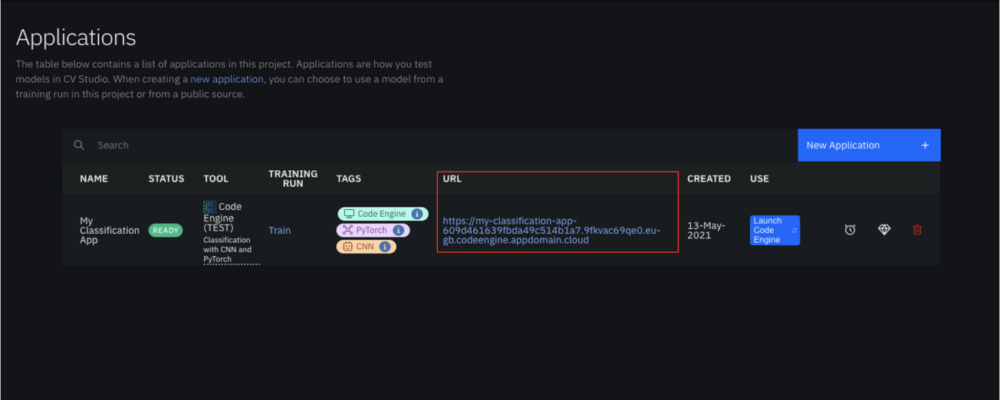 Applications
The table below contains a list of applications in this project. Applications are how you test
models in CV Studio. When creating a new application, you can choose to use a model from a
training run in this project or from a public source.
Search
New Application +
NAME STATUS TOOL TRAINING RUN TAGS URL CREATED USE
My
Classification
App
READY
Code
Engine
(TEST)
Classification
with CNN and
PyTorch
Train
Code Engine
PyTorch
CNN
https://my-classification-app-
609d461639fbda49c514b1a7.9fkvac69qe0.eu-
gb.codeengine.appdomain.cloud
13-May-
2021
Launch
Code
Engine